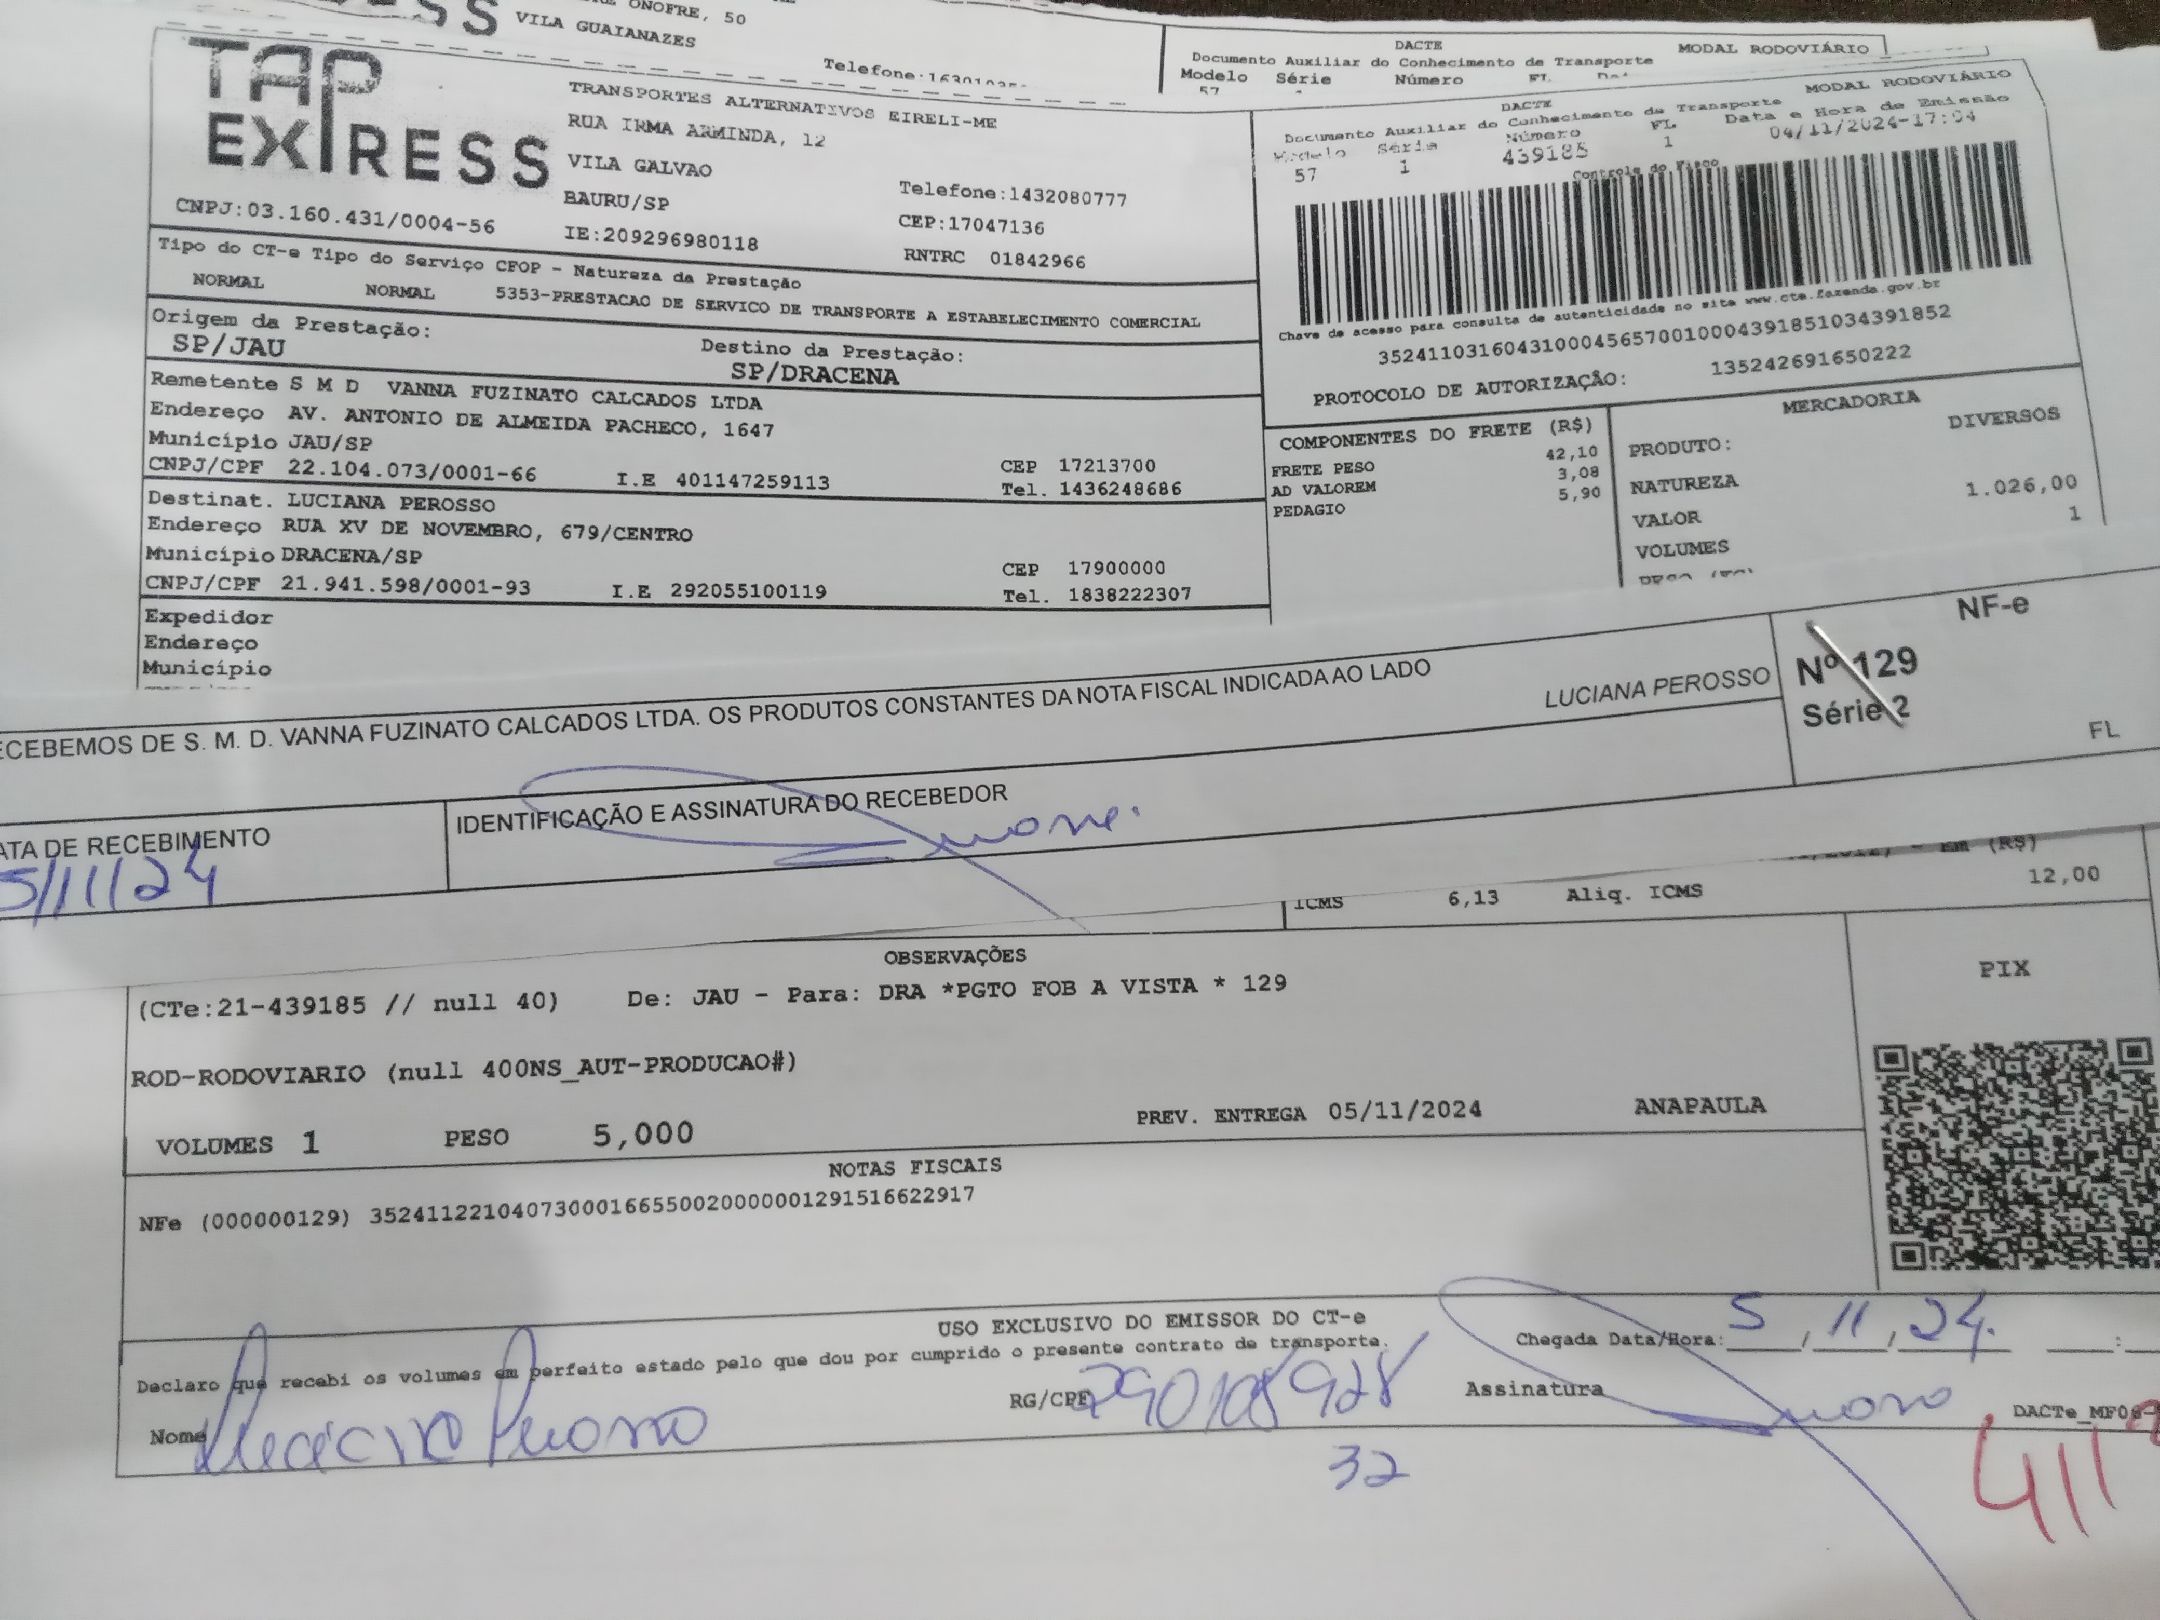 ONOFRE, 50
VILA GUAIANAZES
DACTE
MODAL RODOVIÁRIO
Documento Auxiliar do Conhecimento de Transporte
Modelo Série Número
57
TAP EXPRESS
TRANSPORTES ALTERNATIVOS EIRELI-ME
RUA IRMA ARMINDA, 12
VILA GALVAO
BAURU/SP
Telefone:1432080777
CEP:17047136
CNPJ:03.160.431/0004-56
IE:209296980118
RNTRC 01842966
DACTE
MODAL RODOVIÁRIO
Documento Auxiliar do Conhecimento de Transporte
Modelo Série Número FL Data e Hora de Emissão
57 1 439185 1 04/11/2024-17:04
Controle do Fisco
Chave de acesso para consulta de autenticidade no site www.cte.fazenda.gov.br
35241103160431000456570010004391851034391852
PROTOCOLO DE AUTORIZAÇÃO: 135242691650222
Tipo do CT-e Tipo do Serviço CFOP - Natureza da Prestação
NORMAL NORMAL 5353-PRESTACAO DE SERVICO DE TRANSPORTE A ESTABELECIMENTO COMERCIAL
Origem da Prestação:
SP/JAU
Destino da Prestação:
SP/DRACENA
Remetente S M D VANNA FUZINATO CALCADOS LTDA
Endereço AV. ANTONIO DE ALMEIDA PACHECO, 1647
Município JAU/SP
CEP 17213700
CNPJ/CPF 22.104.073/0001-66 I.E 401147259113 Tel. 1436248686
Destinat. LUCIANA PEROSSO
Endereço RUA XV DE NOVEMBRO, 679/CENTRO
Município DRACENA/SP
CEP 17900000
CNPJ/CPF 21.941.598/0001-93 I.E 292055100119 Tel. 1838222307
Expedidor
Endereço
Município
COMPONENTES DO FRETE (R$)
FRETE PESO 42,10
AD VALOREM 3,08
PEDAGIO 5,90
MERCADORIA
PRODUTO: DIVERSOS
NATUREZA
VALOR 1.026,00
VOLUMES 1
ECEBEMOS DE S. M. D. VANNA FUZINATO CALCADOS LTDA. OS PRODUTOS CONSTANTES DA NOTA FISCAL INDICADA AO LADO
LUCIANA PEROSSO
NF-e
Nº 129
Série 2
FL
ATA DE RECEBIMENTO
5/11/24
IDENTIFICAÇÃO E ASSINATURA DO RECEBEDOR
Em (R$)
ICMS 6,13 Aliq. ICMS 12,00
OBSERVAÇÕES
(CTe:21-439185 // null 40) De: JAU - Para: DRA *PGTO FOB A VISTA * 129
PIX
ROD-RODOVIARIO (null 400NS_AUT-PRODUCAO#)
VOLUMES 1 PESO 5,000 PREV. ENTREGA 05/11/2024 ANAPAULA
NOTAS FISCAIS
NFe (000000129) 35241122104073000166550020000001291516622917
USO EXCLUSIVO DO EMISSOR DO CT-e
Declaro que recebi os volumes em perfeito estado pelo que dou por cumprido o presente contrato de transporte.
Chegada Data/Hora: 5 / 11 / 24. :
Nome
RG/CPF 290108928
32
Assinatura
DACTe_MF06-
411